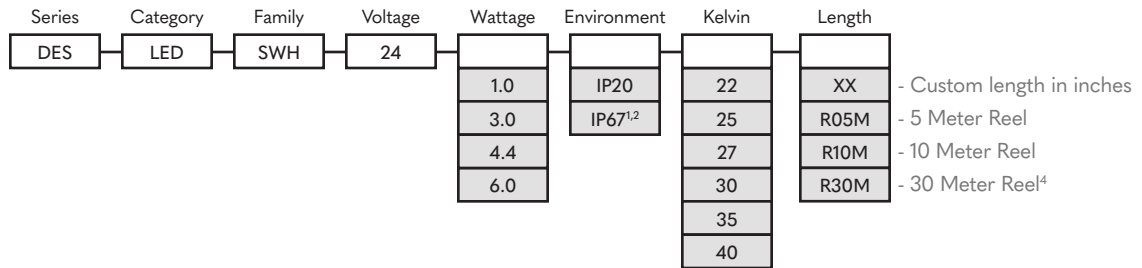 Series Category Family Voltage Wattage Environment Kelvin Length
DES LED SWH 24
1.0 IP20 22 XX - Custom length in inches
3.0 IP67¹,² 25 R05M - 5 Meter Reel
4.4 27 R10M - 10 Meter Reel
6.0 30 R30M - 30 Meter Reel⁴
35
40